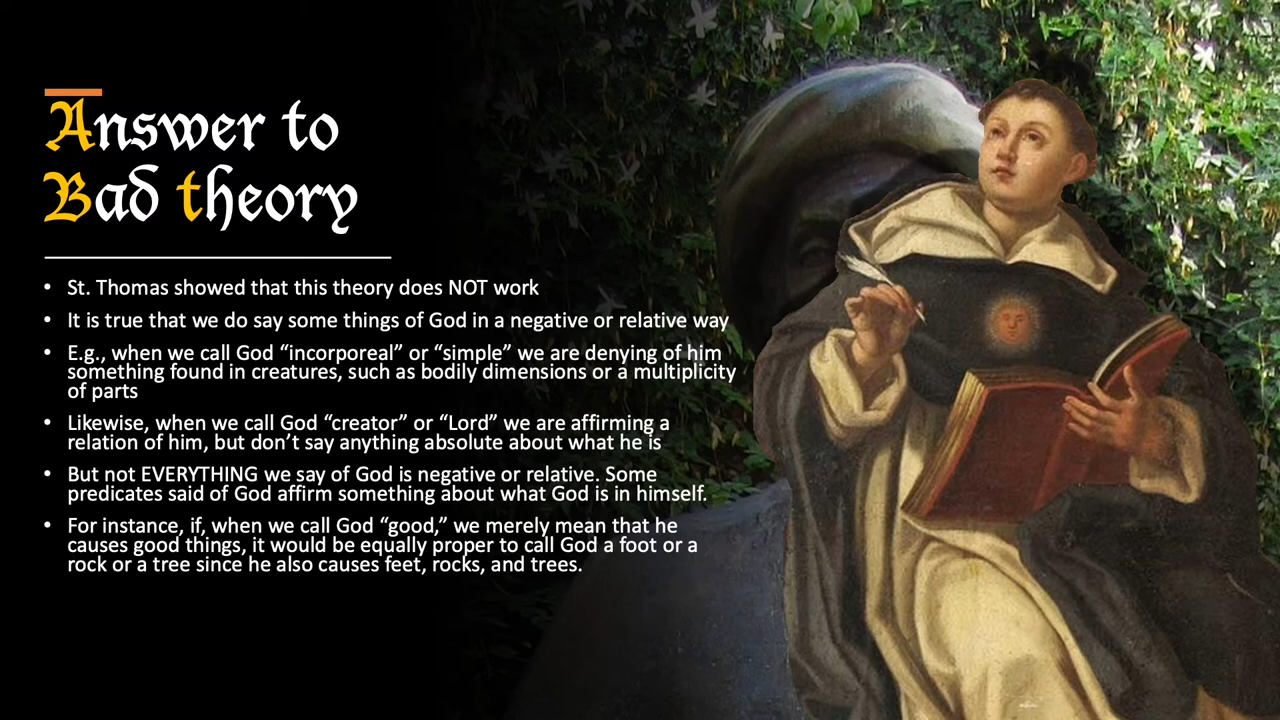 Answer to
Bad theory
• St. Thomas showed that this theory does NOT work
• It is true that we do say some things of God in a negative or relative way
• E.g., when we call God “incorporeal” or “simple” we are denying of him
something found in creatures, such as bodily dimensions or a multiplicity
of parts
• Likewise, when we call God “creator” or “Lord” we are affirming a
relation of him, but don’t say anything absolute about what he is
• But not EVERYTHING we say of God is negative or relative. Some
predicates said of God affirm something about what God is in himself.
• For instance, if, when we call God “good,” we merely mean that he
causes good things, it would be equally proper to call God a foot or a
rock or a tree since he also causes feet, rocks, and trees.